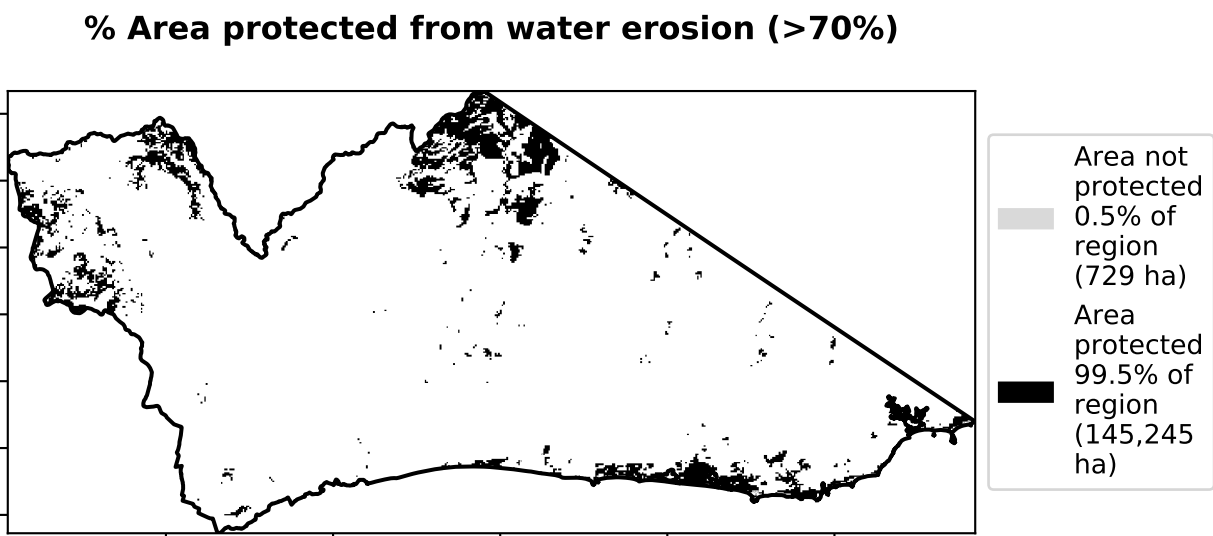 % Area protected from water erosion (>70%)
Area not
protected
0.5% of
region
(729 ha)
Area
protected
99.5% of
region
(145,245
ha)